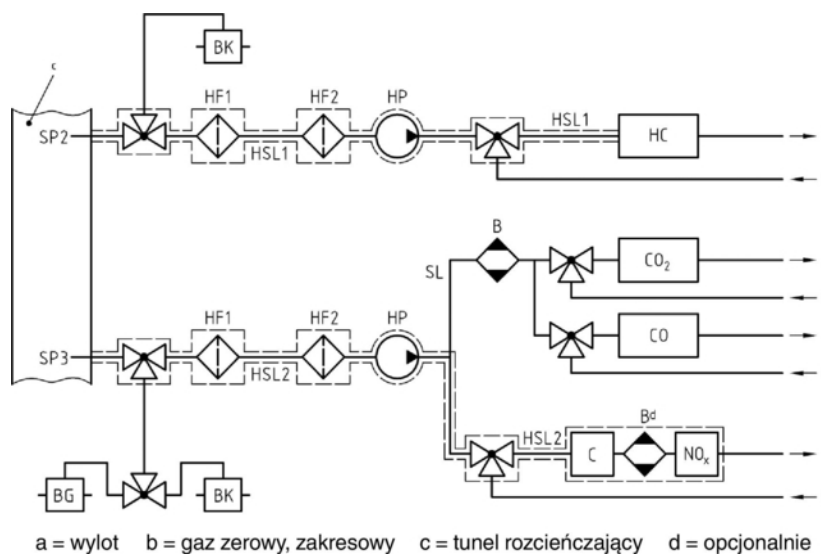 c
BK
HF1 HF2 HP
SP2
HSL1
HSL1
HC
B
SL
CO₂
HF1 HF2 HP
CO
SP3
HSL2
HSL2
Bᵈ
C
NOₓ
BG
BK
a = wylot b = gaz zerowy, zakresowy c = tunel rozcieńczający d = opcjonalnie